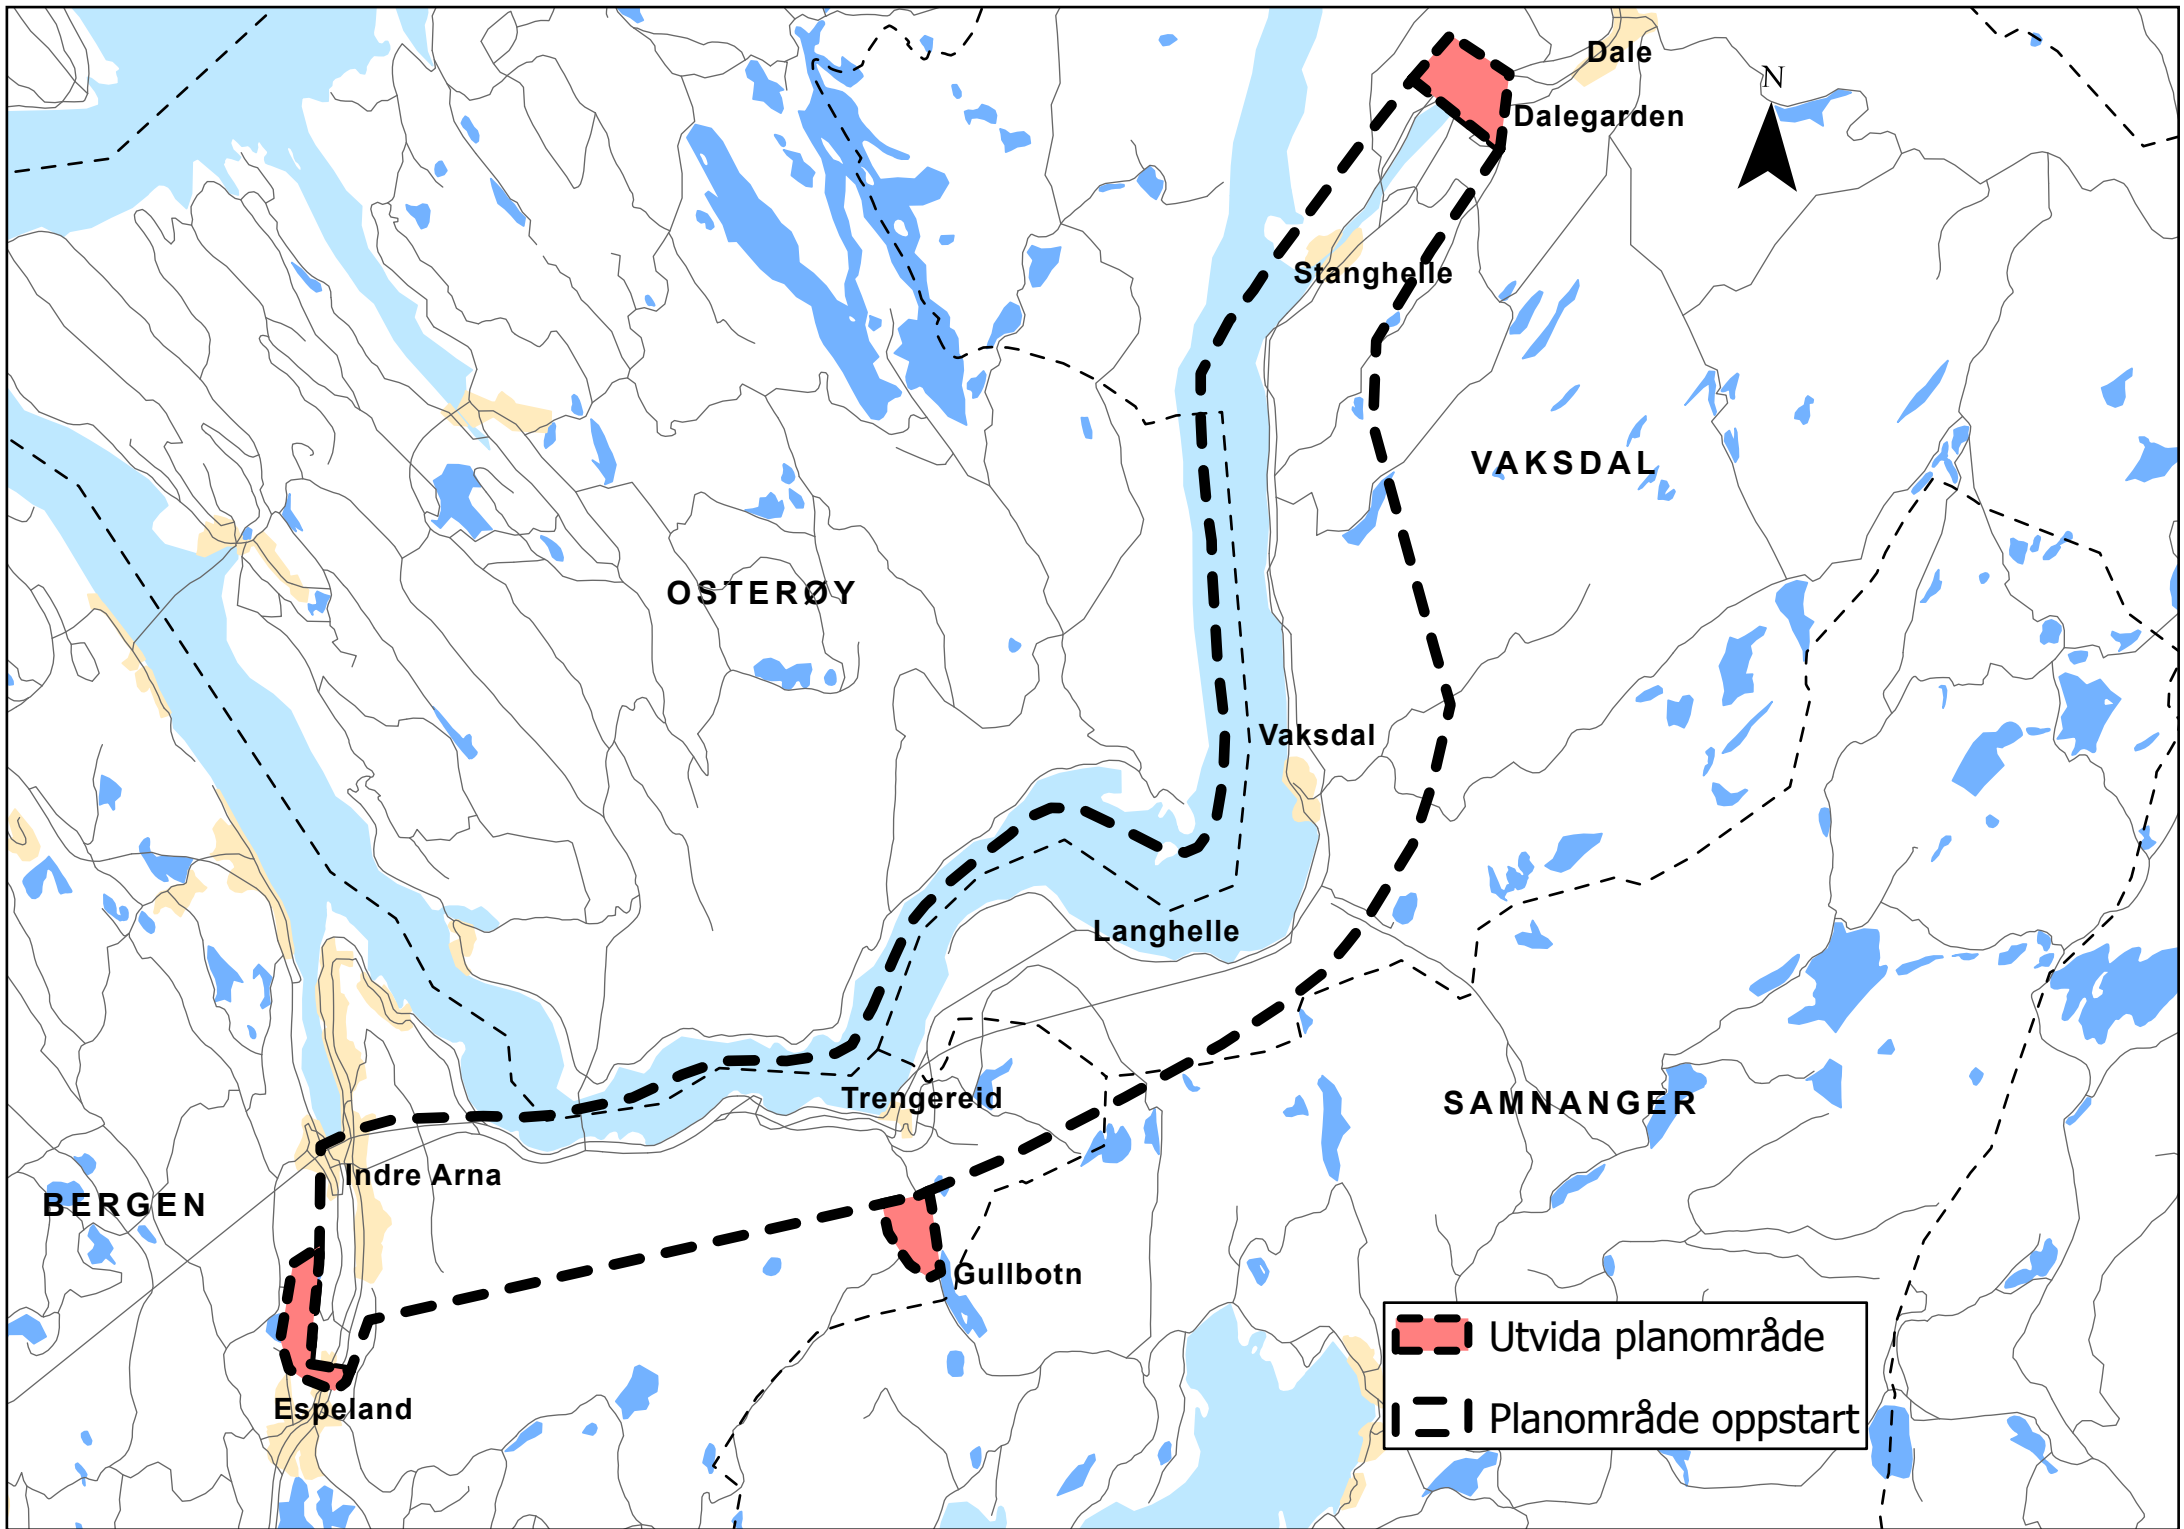 Dale
N
Dalegarden
Stanghelle
VAKSDAL
OSTERØY
Vaksdal
Langhelle
Trengereid
SAMNANGER
Indre Arna
BERGEN
Gullbotn
Espeland
Utvida planområde
Planområde oppstart